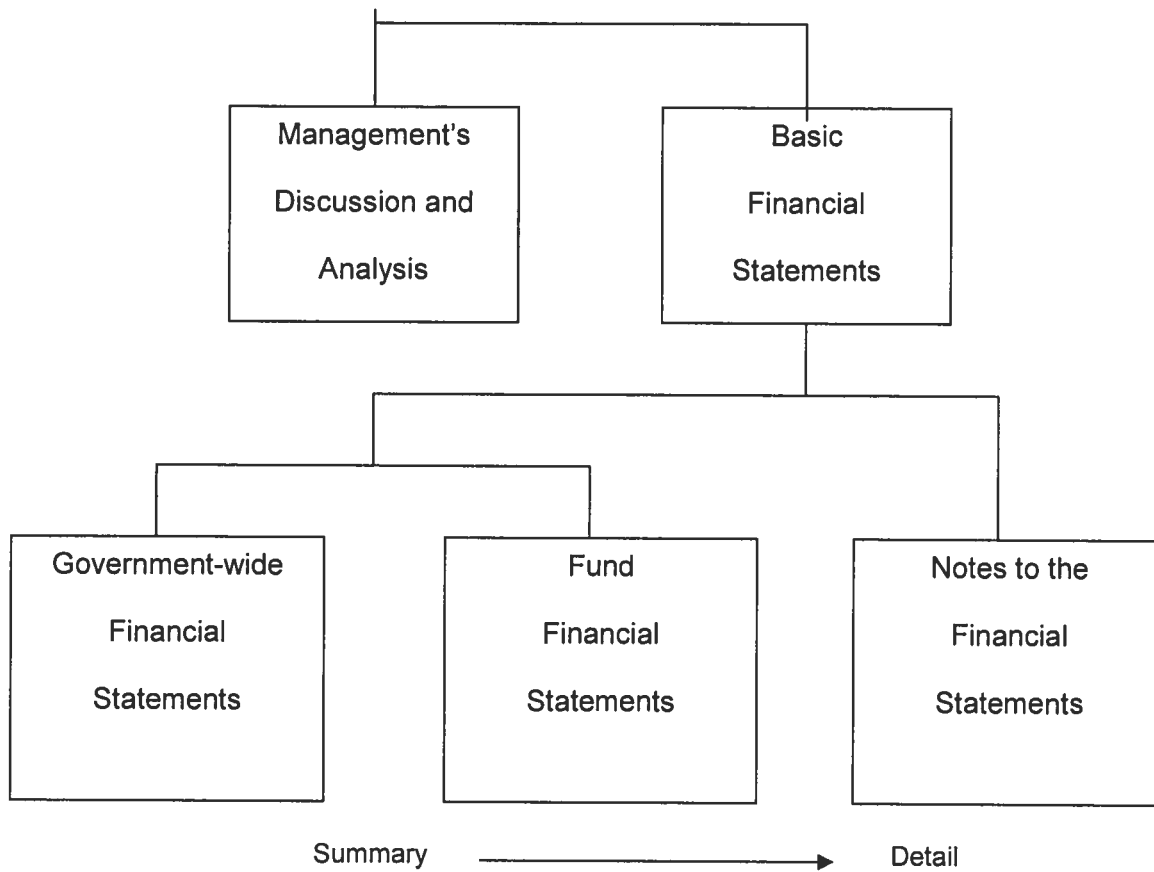 Management's
Discussion and
Analysis
Basic
Financial
Statements
Government-wide
Financial
Statements
Fund
Financial
Statements
Notes to the
Financial
Statements
Summary
Detail